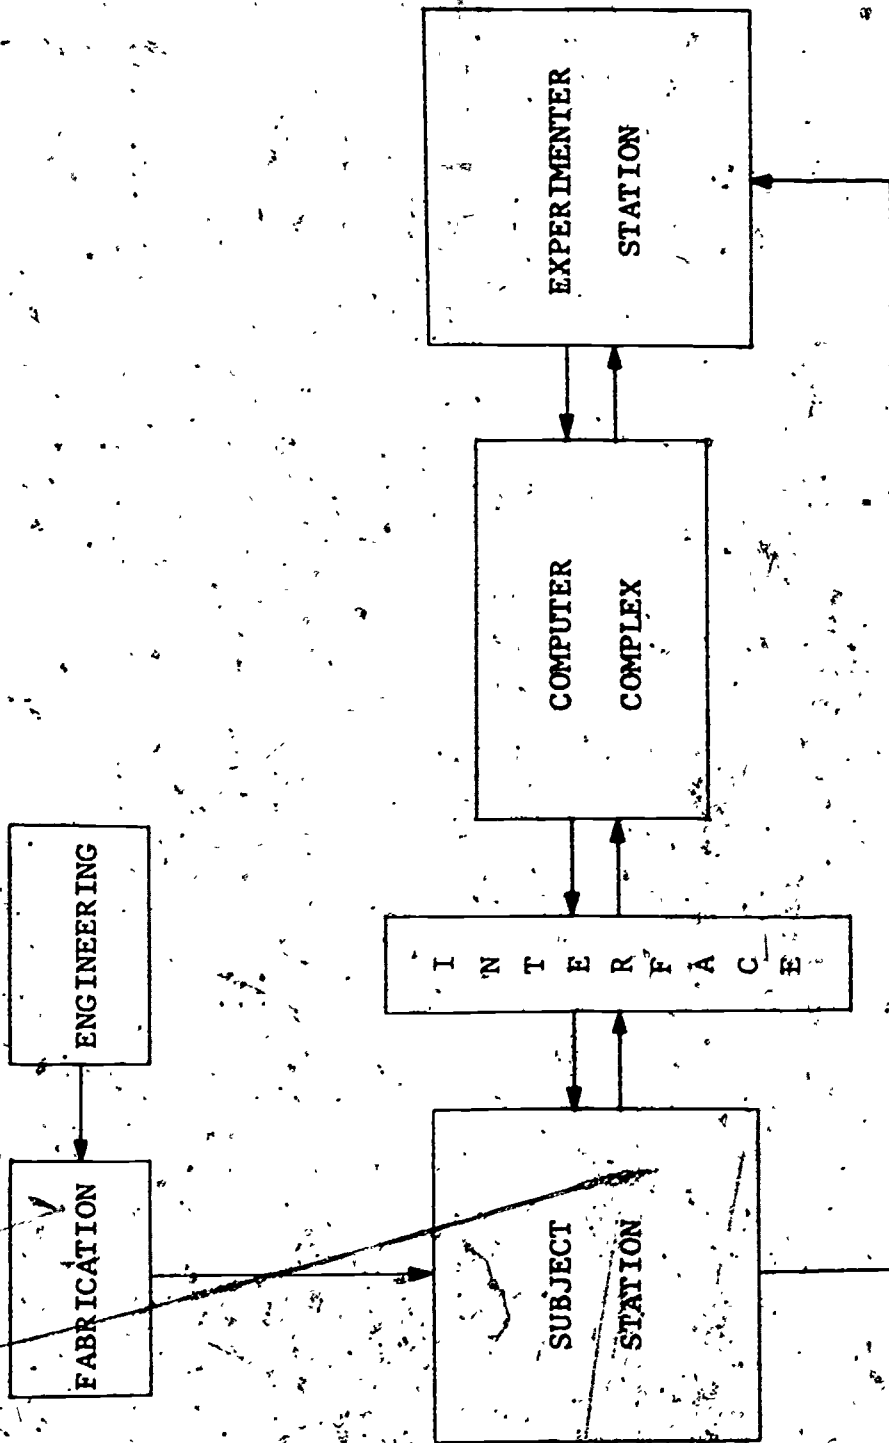 FABRICATION
ENGINEERING
SUBJECT
STATION
INTERFACE
COMPUTER
COMPLEX
EXPERIMENTER
STATION